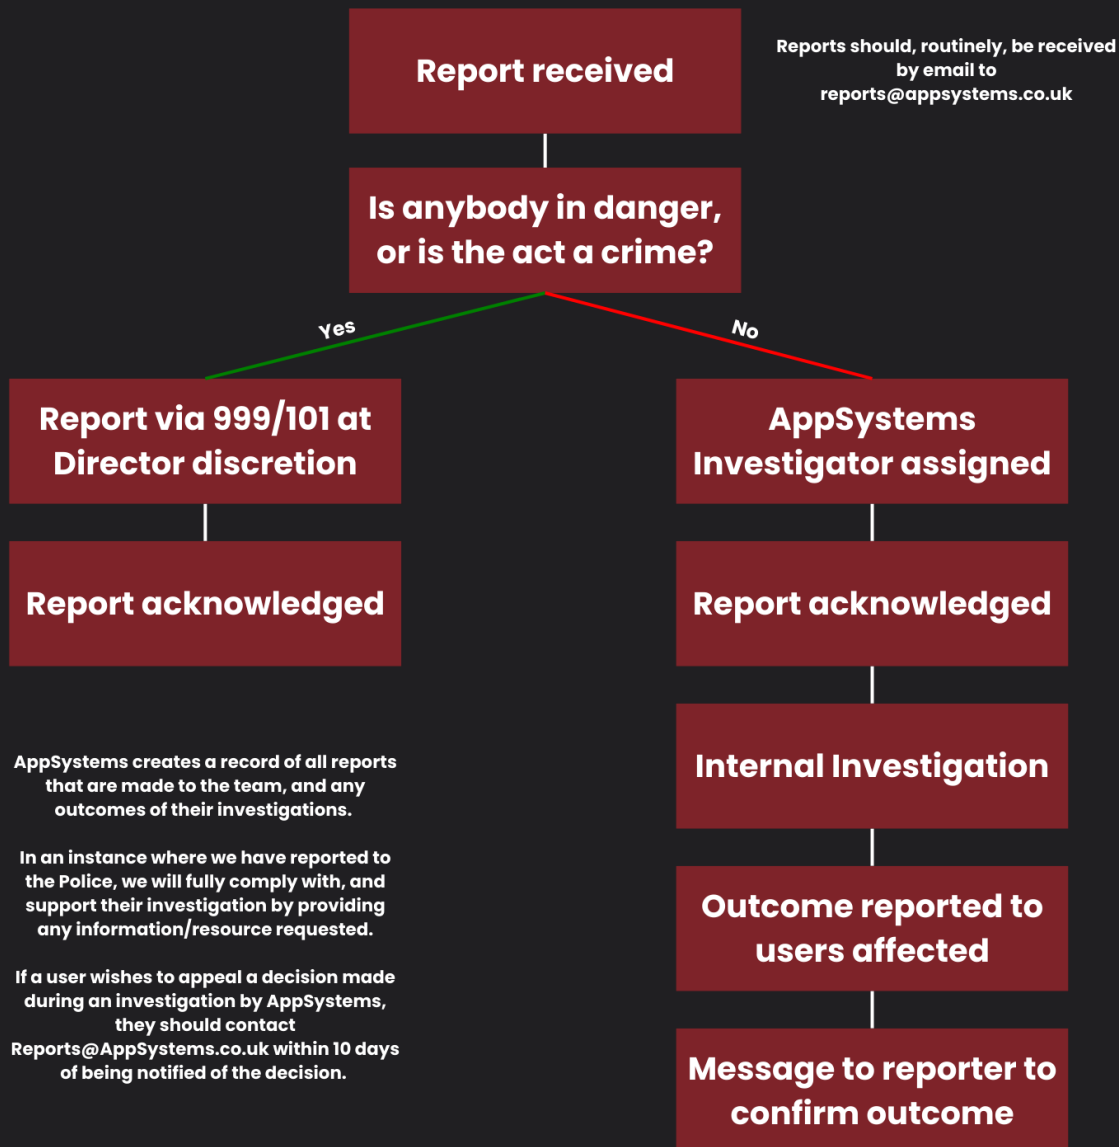 Report received
Reports should, routinely, be received
by email to
reports@appsystems.co.uk
Is anybody in danger,
or is the act a crime?
Yes
No
Report via 999/101 at
Director discretion
Report acknowledged
AppSystems creates a record of all reports
that are made to the team, and any
outcomes of their investigations.
In an instance where we have reported to
the Police, we will fully comply with, and
support their investigation by providing
any information/resource requested.
If a user wishes to appeal a decision made
during an investigation by AppSystems,
they should contact
Reports@AppSystems.co.uk within 10 days
of being notified of the decision.
AppSystems
Investigator assigned
Report acknowledged
Internal Investigation
Outcome reported to
users affected
Message to reporter to
confirm outcome